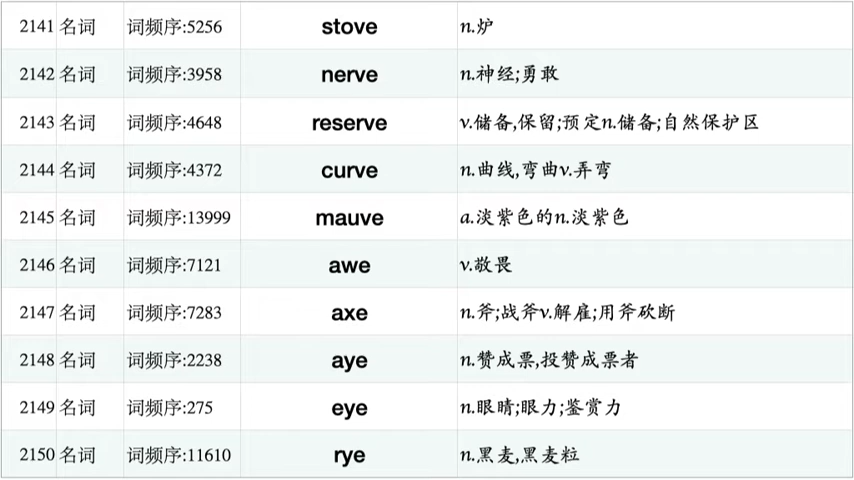 2141 名词 词频序:5256 stove n.炉
2142 名词 词频序:3958 nerve n.神经;勇敢
2143 名词 词频序:4648 reserve v.储备,保留;预定n.储备;自然保护区
2144 名词 词频序:4372 curve n.曲线,弯曲v.弄弯
2145 名词 词频序:13999 mauve a.淡紫色的n.淡紫色
2146 名词 词频序:7121 awe v.敬畏
2147 名词 词频序:7283 axe n.斧;战斧v.解雇;用斧砍断
2148 名词 词频序:2238 aye n.赞成票,投赞成票者
2149 名词 词频序:275 eye n.眼睛;眼力;鉴赏力
2150 名词 词频序:11610 rye n.黑麦,黑麦粒